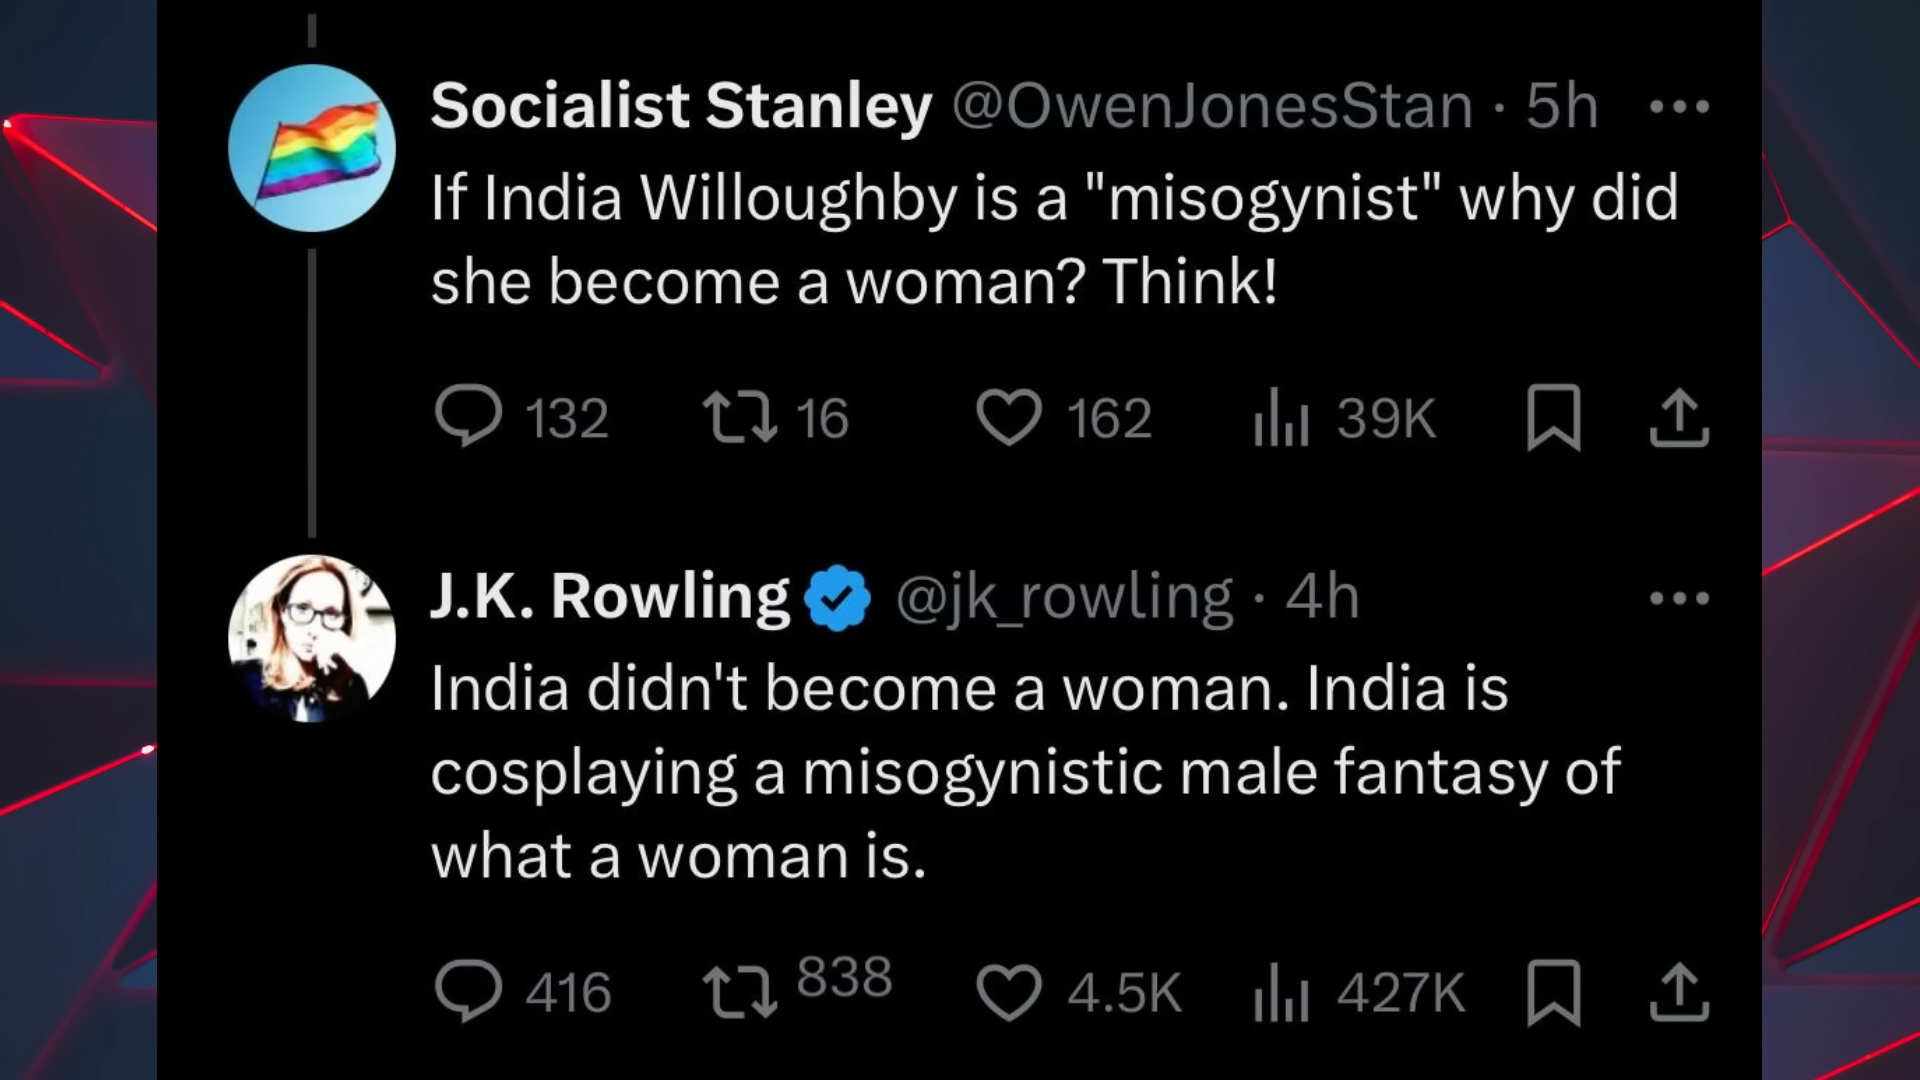 Socialist Stanley @OwenJonesStan · 5h
If India Willoughby is a "misogynist" why did
she become a woman? Think!
132 16 162 39K
J.K. Rowling @jk_rowling · 4h
India didn't become a woman. India is
cosplaying a misogynistic male fantasy of
what a woman is.
416 838 4.5K 427K